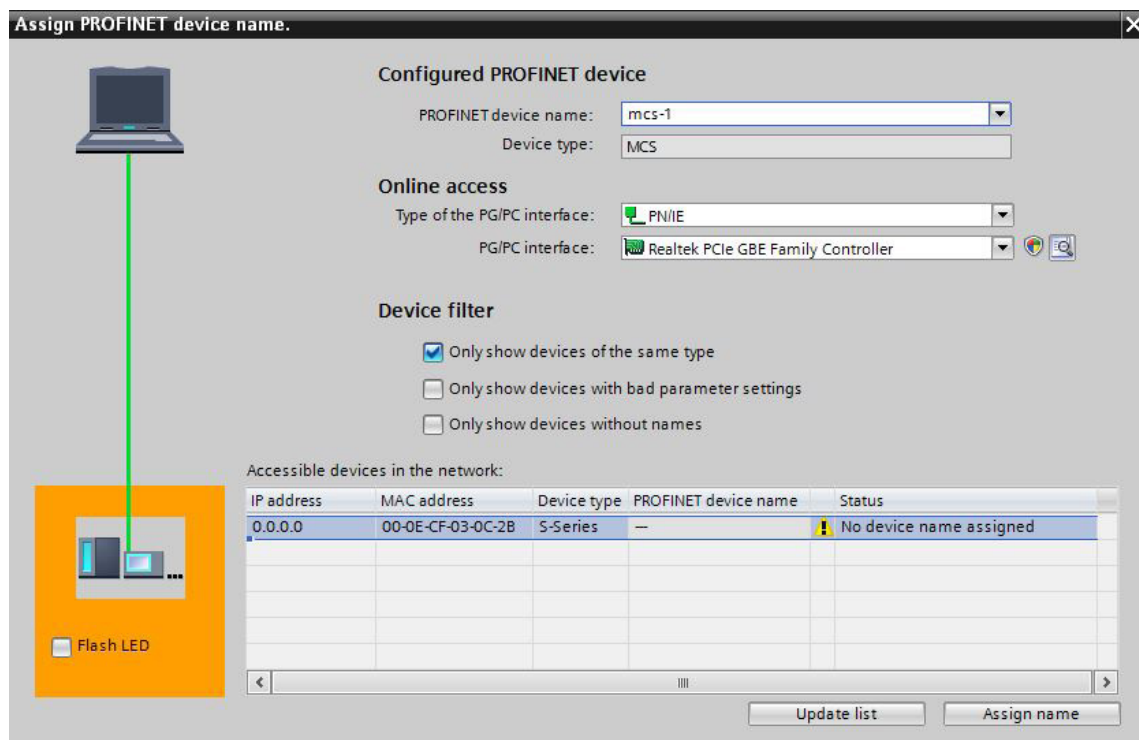 Assign PROFINET device name.
Configured PROFINET device
PROFINET device name: mcs-1
Device type: MCS
Online access
Type of the PG/PC interface: PN/IE
PG/PC interface: Realtek PCIe GBE Family Controller
Device filter
Only show devices of the same type
Only show devices with bad parameter settings
Only show devices without names
Accessible devices in the network:
IP address MAC address Device type PROFINET device name Status
0.0.0.0 00-0E-CF-03-0C-2B S-Series — No device name assigned
Flash LED
Update list Assign name